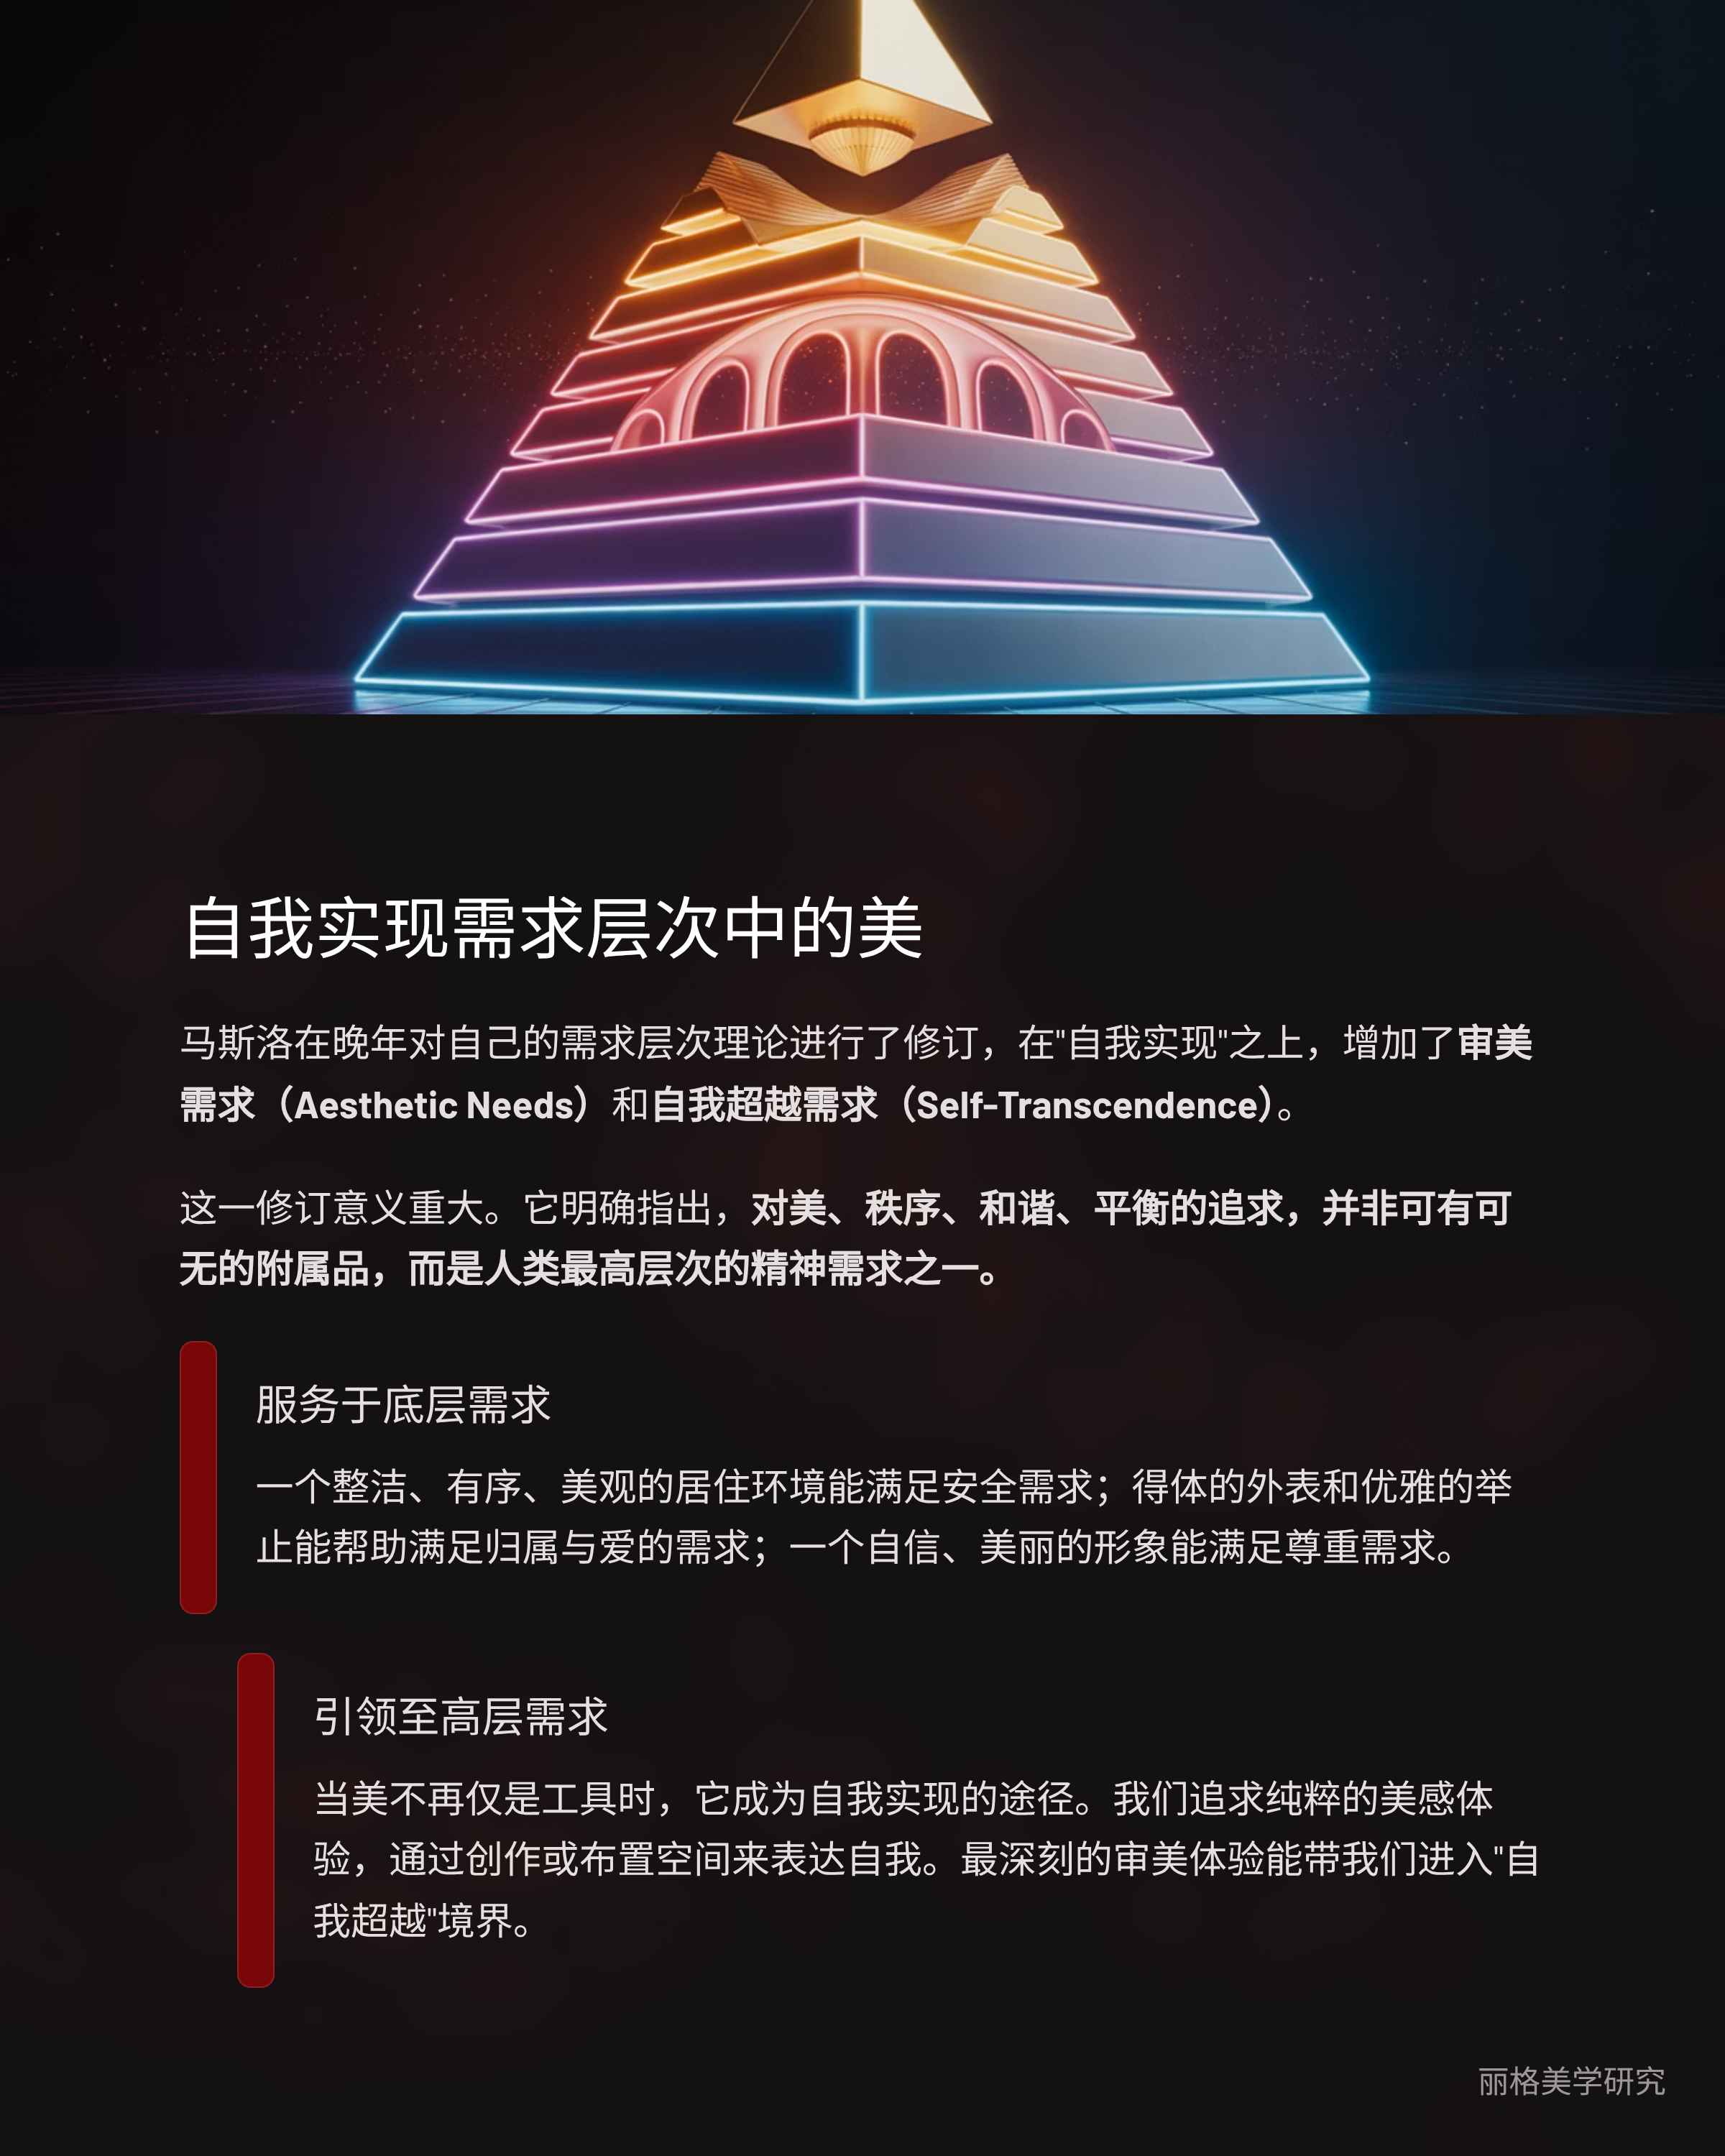 自我实现需求层次中的美
马斯洛在晚年对自己的需求层次理论进行了修订，在"自我实现"之上，增加了审美
需求（Aesthetic Needs）和自我超越需求（Self-Transcendence）。
这一修订意义重大。它明确指出，对美、秩序、和谐、平衡的追求，并非可有可
无的附属品，而是人类最高层次的精神需求之一。
服务于底层需求
一个整洁、有序、美观的居住环境能满足安全需求；得体的外表和优雅的举
止能帮助满足归属与爱的需求；一个自信、美丽的形象能满足尊重需求。
引领至高层需求
当美不再仅是工具时，它成为自我实现的途径。我们追求纯粹的美感体
验，通过创作或布置空间来表达自我。最深刻的审美体验能带我们进入"自
我超越"境界。
丽格美学研究